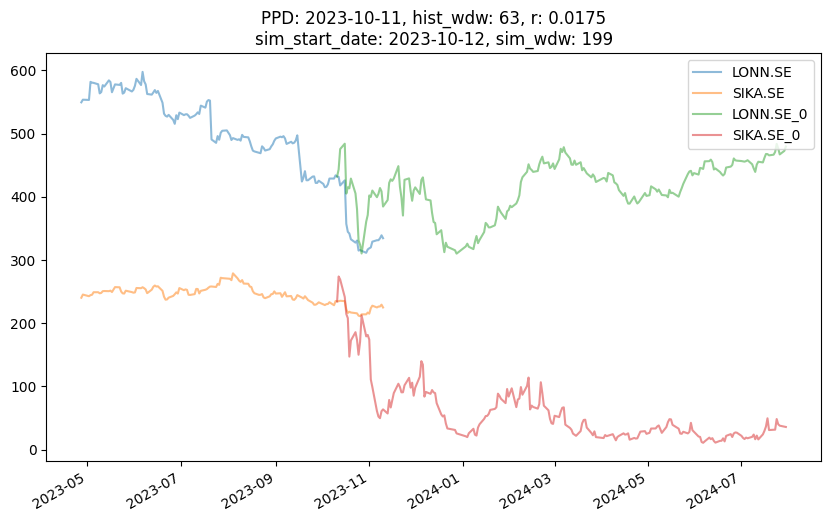 PPD: 2023-10-11, hist_wdw: 63, r: 0.0175
sim_start_date: 2023-10-12, sim_wdw: 199
LONN.SE
SIKA.SE
LONN.SE_0
SIKA.SE_0
600
500
400
300
200
100
0
2023-05
2023-07
2023-09
2023-11
2024-01
2024-03
2024-05
2024-07